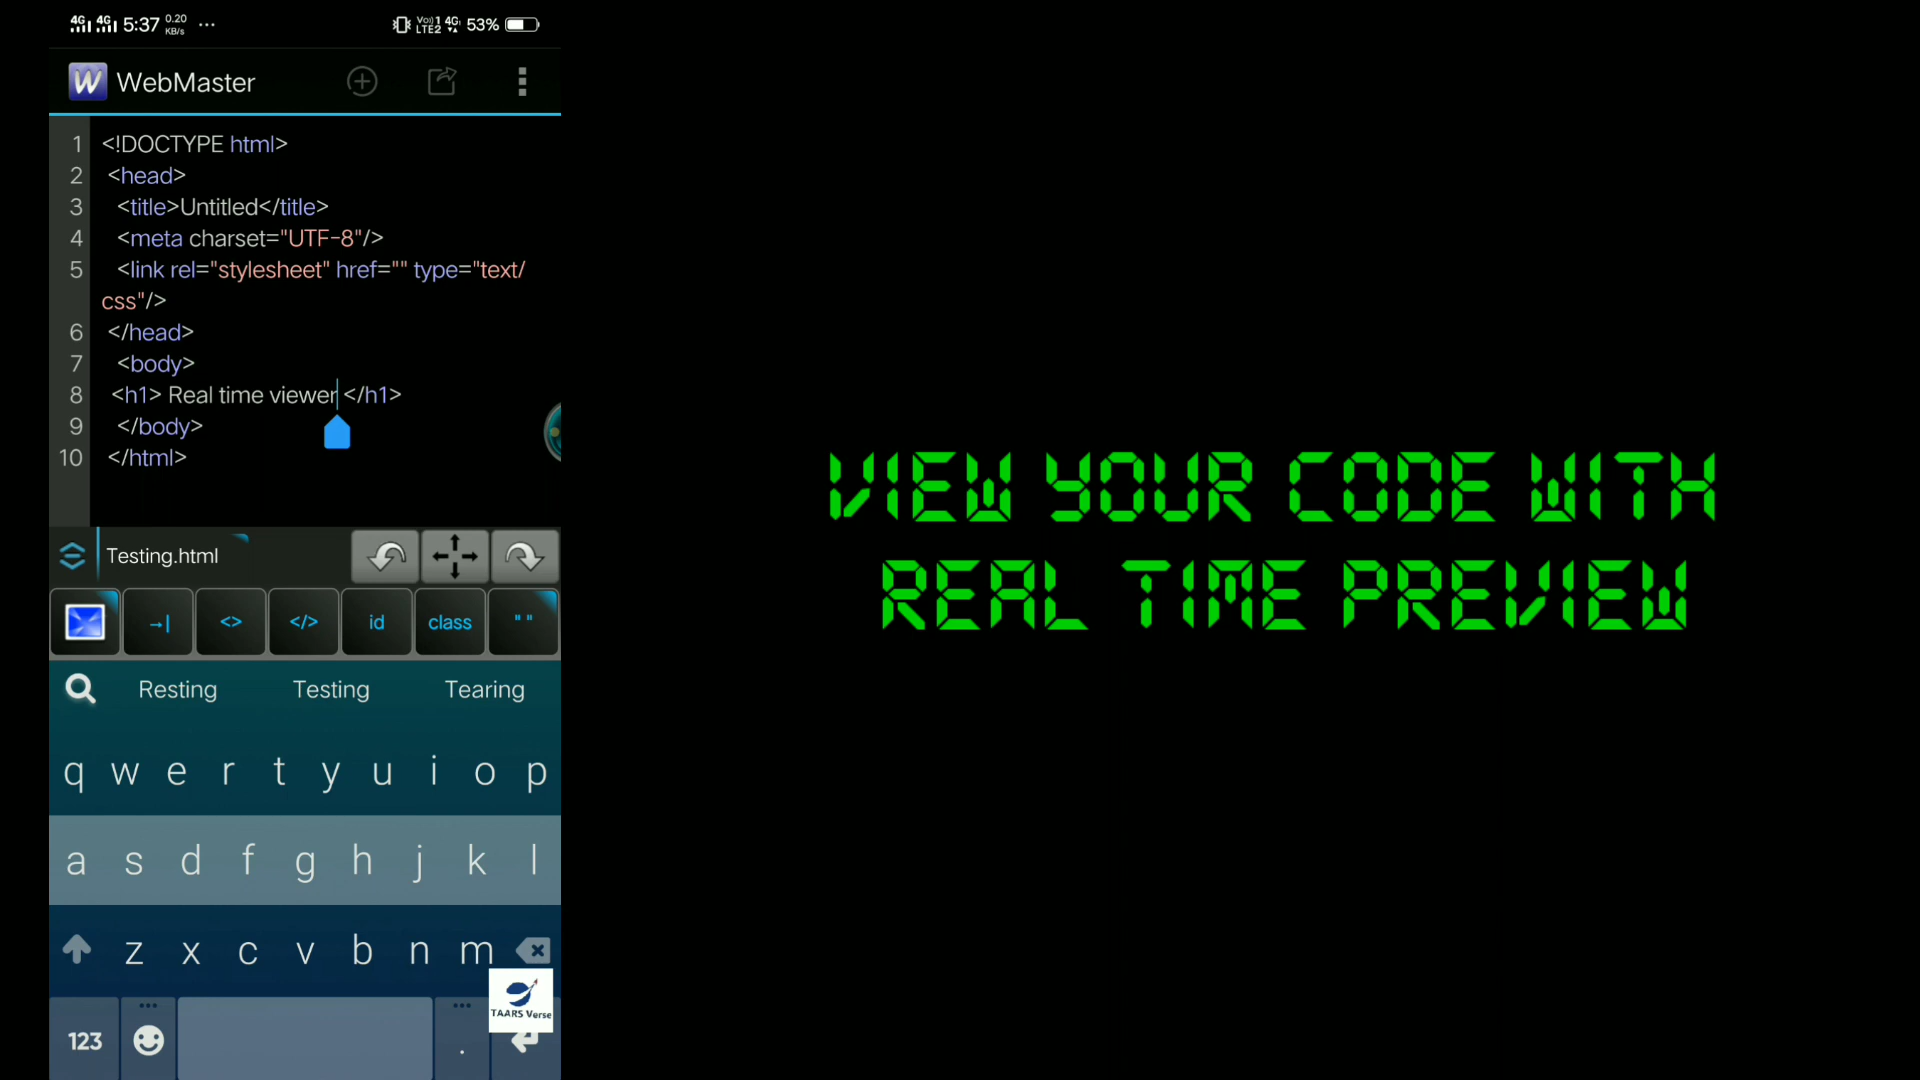 4G 4G 5:37 0.20 KB/s ... Vo)) 1 LTE2 4G 53%
W WebMaster
1 <!DOCTYPE html>
2 <head>
3 <title>Untitled</title>
4 <meta charset="UTF-8"/>
5 <link rel="stylesheet" href="" type="text/
css"/>
6 </head>
7 <body>
8 <h1> Real time viewer </h1>
9 </body>
10 </html>
Testing.html
→| <> </> id class " "
Resting Testing Tearing
q w e r t y u i o p
a s d f g h j k l
z x c v b n m
TAARS Verse
123 .
VIEW YOUR CODE WITH
REAL TIME PREVIEW